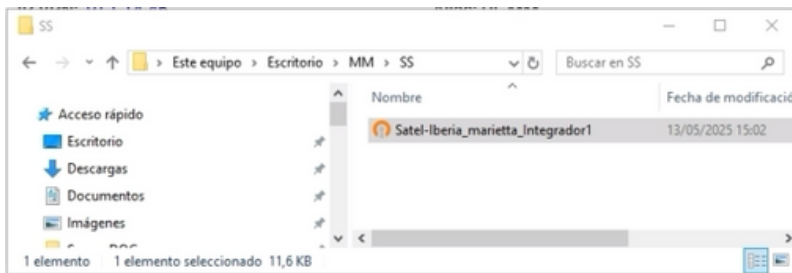 SS
Este equipo > Escritorio > MM > SS
Buscar en SS
Nombre
Fecha de modificació
Acceso rápido
Satel-Iberia_marietta_Integrador1
13/05/2025 15:02
Escritorio
Descargas
Documentos
Imágenes
1 elemento
1 elemento seleccionado 11,6 KB